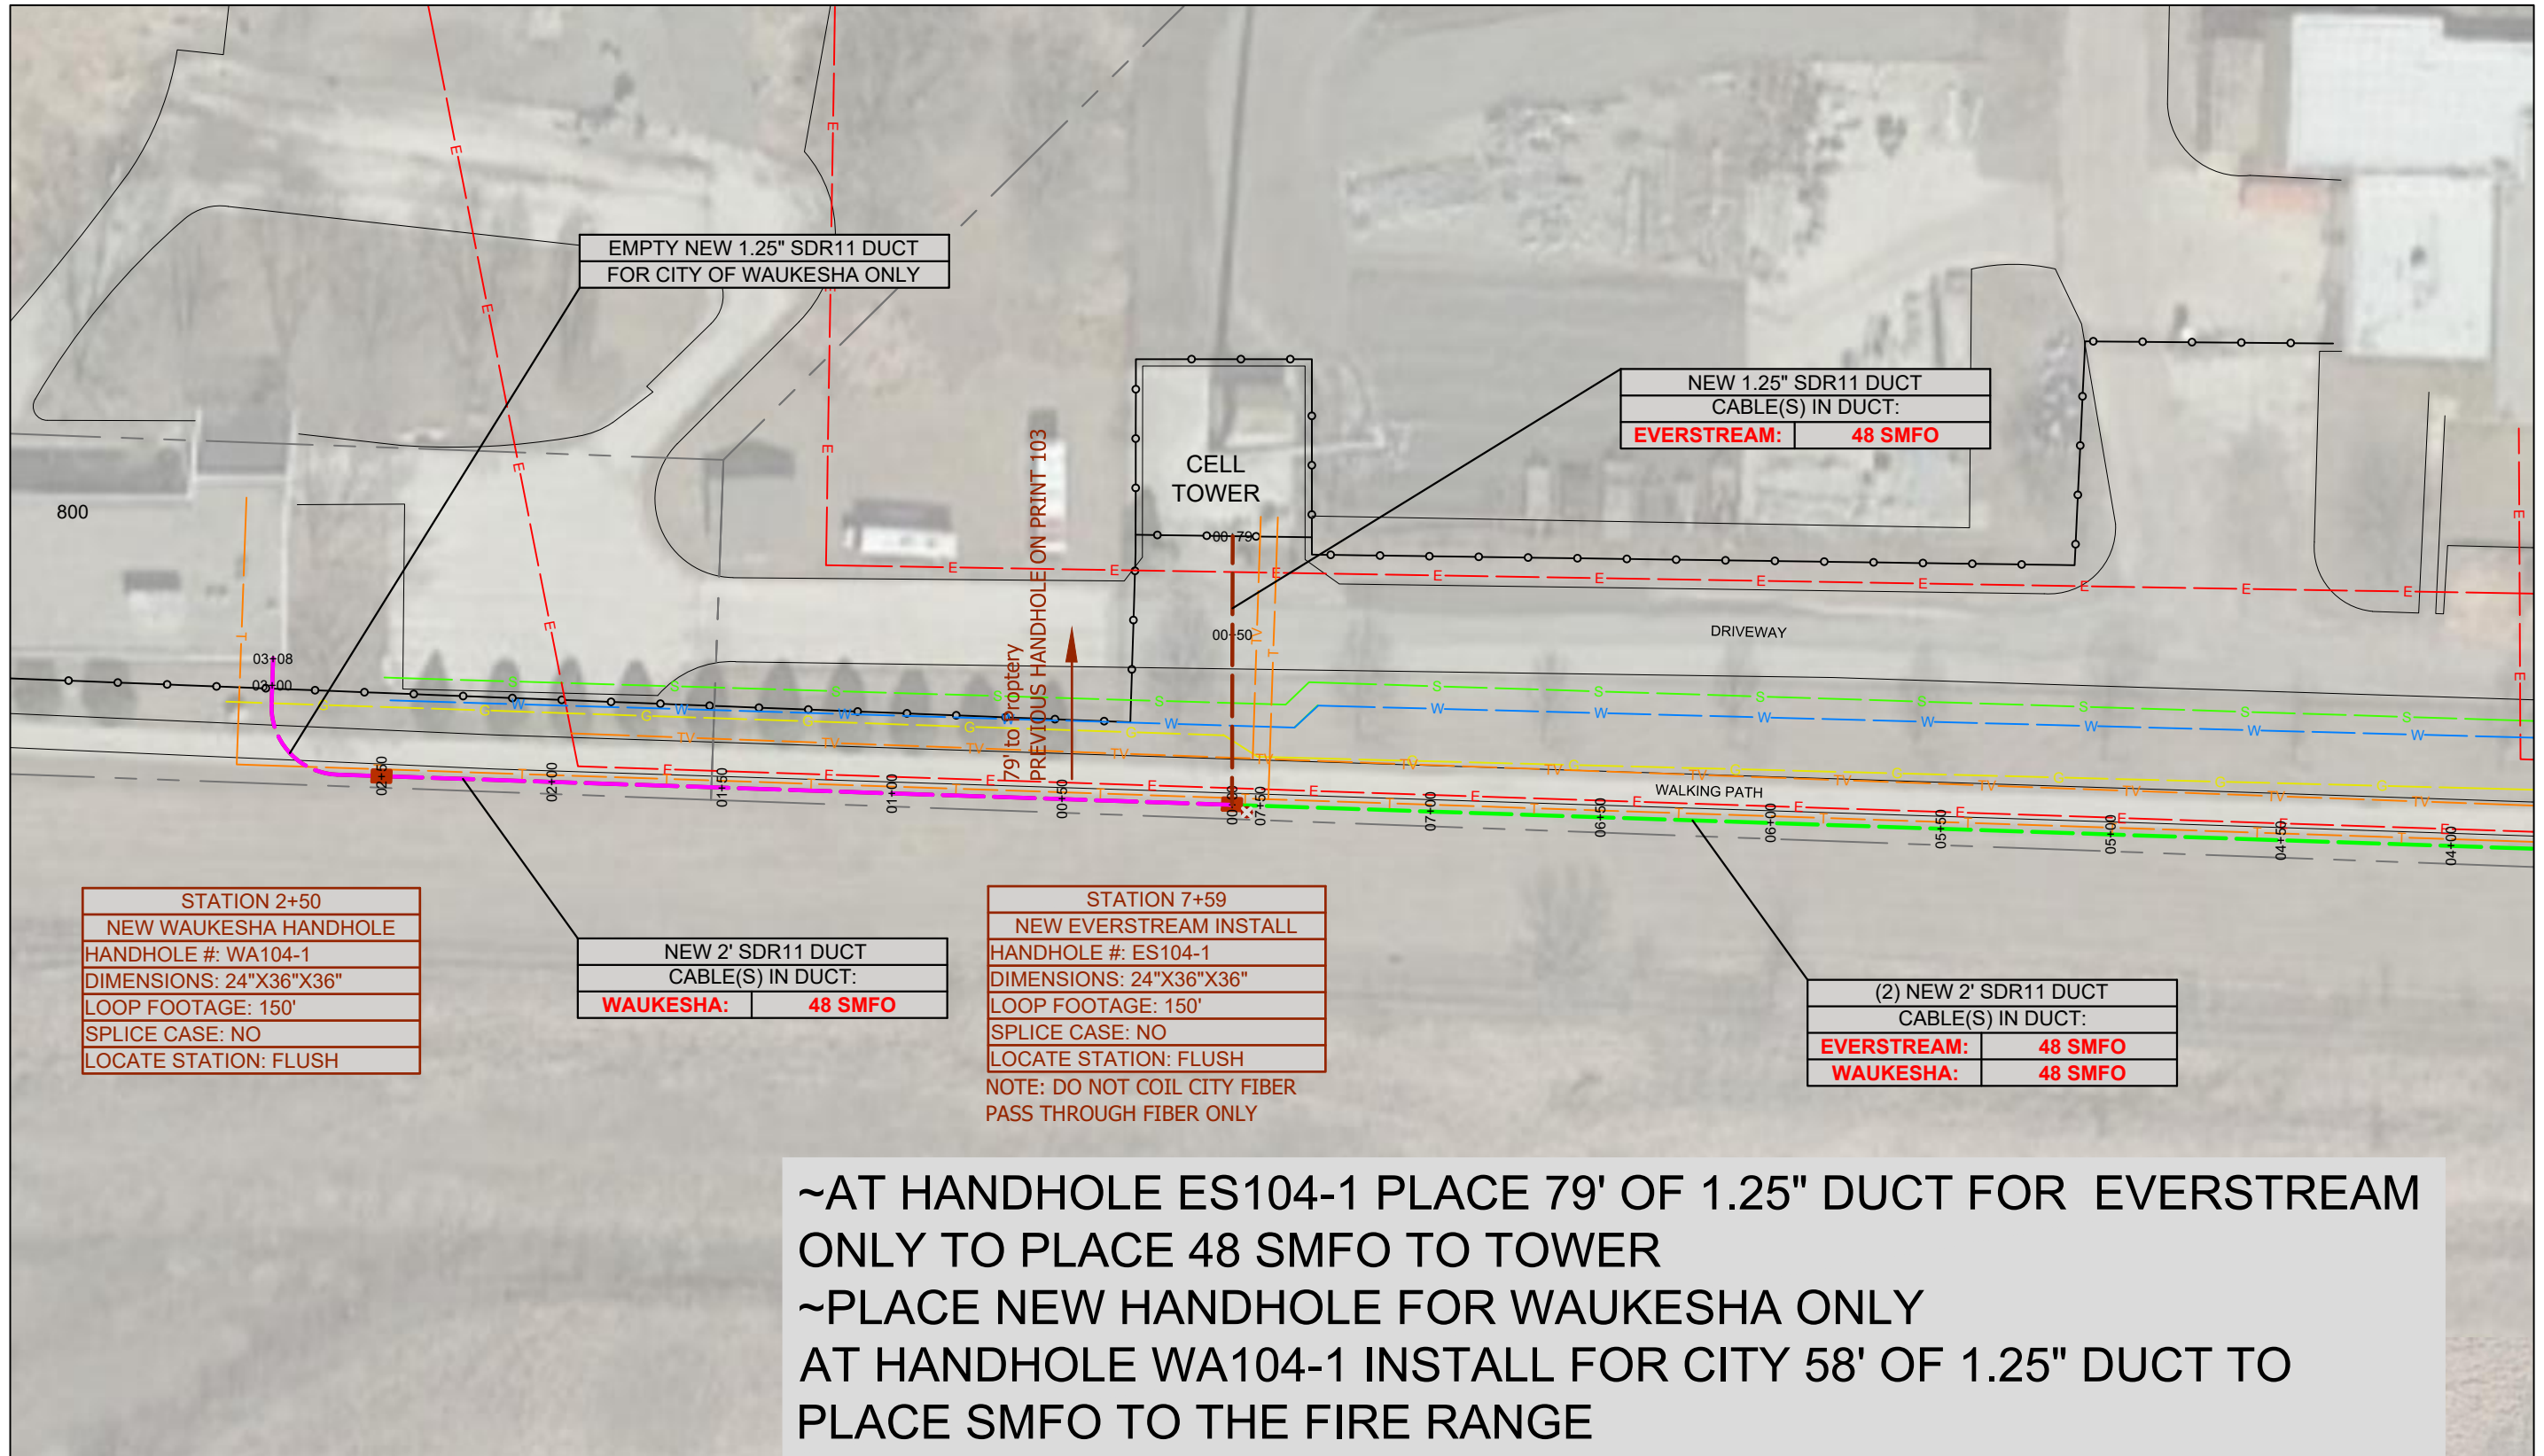 EMPTY NEW 1.25" SDR11 DUCT
FOR CITY OF WAUKESHA ONLY
NEW 1.25" SDR11 DUCT
CABLE(S) IN DUCT:
EVERSTREAM: 48 SMFO
CELL
TOWER
800
79' to Proptery
PREVIOUS HANDHOLE ON PRINT 103
00+79
00+50
DRIVEWAY
03+08
03+00
WALKING PATH
02+50
02+00
01+50
01+00
00+50
00+00
07+50
07+00
06+50
06+00
05+50
05+00
04+50
04+00
STATION 2+50
NEW WAUKESHA HANDHOLE
HANDHOLE #: WA104-1
DIMENSIONS: 24"X36"X36"
LOOP FOOTAGE: 150'
SPLICE CASE: NO
LOCATE STATION: FLUSH
NEW 2' SDR11 DUCT
CABLE(S) IN DUCT:
WAUKESHA: 48 SMFO
STATION 7+59
NEW EVERSTREAM INSTALL
HANDHOLE #: ES104-1
DIMENSIONS: 24"X36"X36"
LOOP FOOTAGE: 150'
SPLICE CASE: NO
LOCATE STATION: FLUSH
NOTE: DO NOT COIL CITY FIBER
PASS THROUGH FIBER ONLY
(2) NEW 2' SDR11 DUCT
CABLE(S) IN DUCT:
EVERSTREAM: 48 SMFO
WAUKESHA: 48 SMFO
~AT HANDHOLE ES104-1 PLACE 79' OF 1.25" DUCT FOR EVERSTREAM
ONLY TO PLACE 48 SMFO TO TOWER
~PLACE NEW HANDHOLE FOR WAUKESHA ONLY
AT HANDHOLE WA104-1 INSTALL FOR CITY 58' OF 1.25" DUCT TO
PLACE SMFO TO THE FIRE RANGE